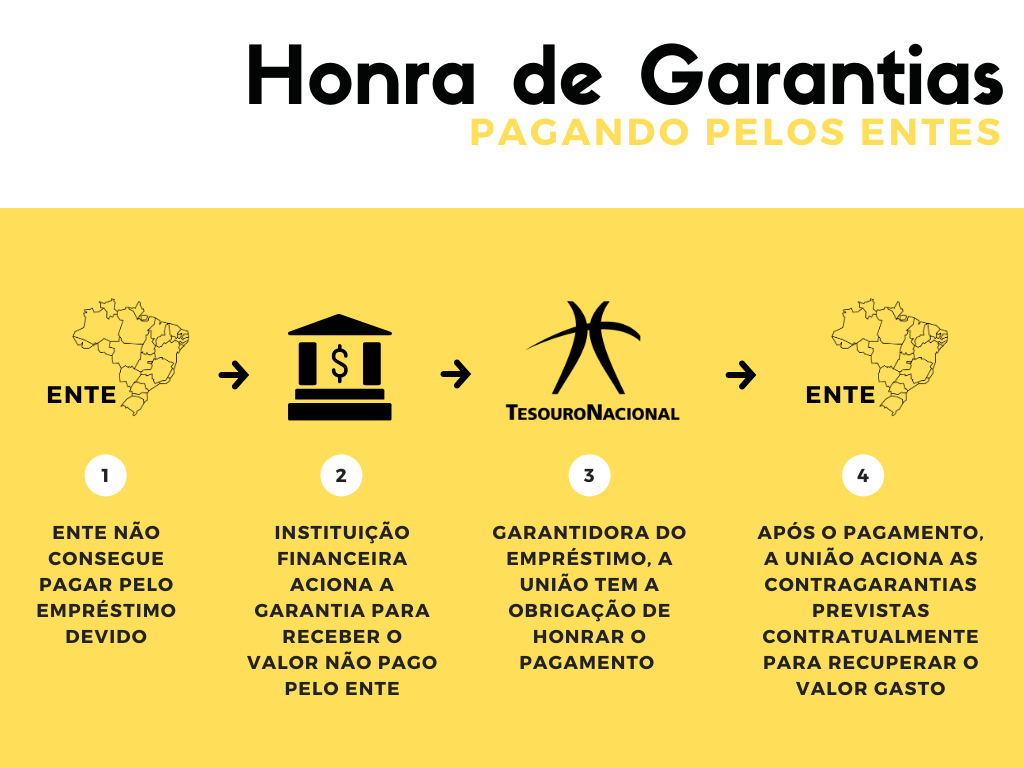 Honra de Garantias
PAGANDO PELOS ENTES
ENTE
$
TESOURONACIONAL
ENTE
1
ENTE NÃO
CONSEGUE
PAGAR PELO
EMPRÉSTIMO
DEVIDO
2
INSTITUIÇÃO
FINANCEIRA
ACIONA A
GARANTIA PARA
RECEBER O
VALOR NÃO PAGO
PELO ENTE
3
GARANTIDORA DO
EMPRÉSTIMO, A
UNIÃO TEM A
OBRIGAÇÃO DE
HONRAR O
PAGAMENTO
4
APÓS O PAGAMENTO,
A UNIÃO ACIONA AS
CONTRAGARANTIAS
PREVISTAS
CONTRATUALMENTE
PARA RECUPERAR O
VALOR GASTO